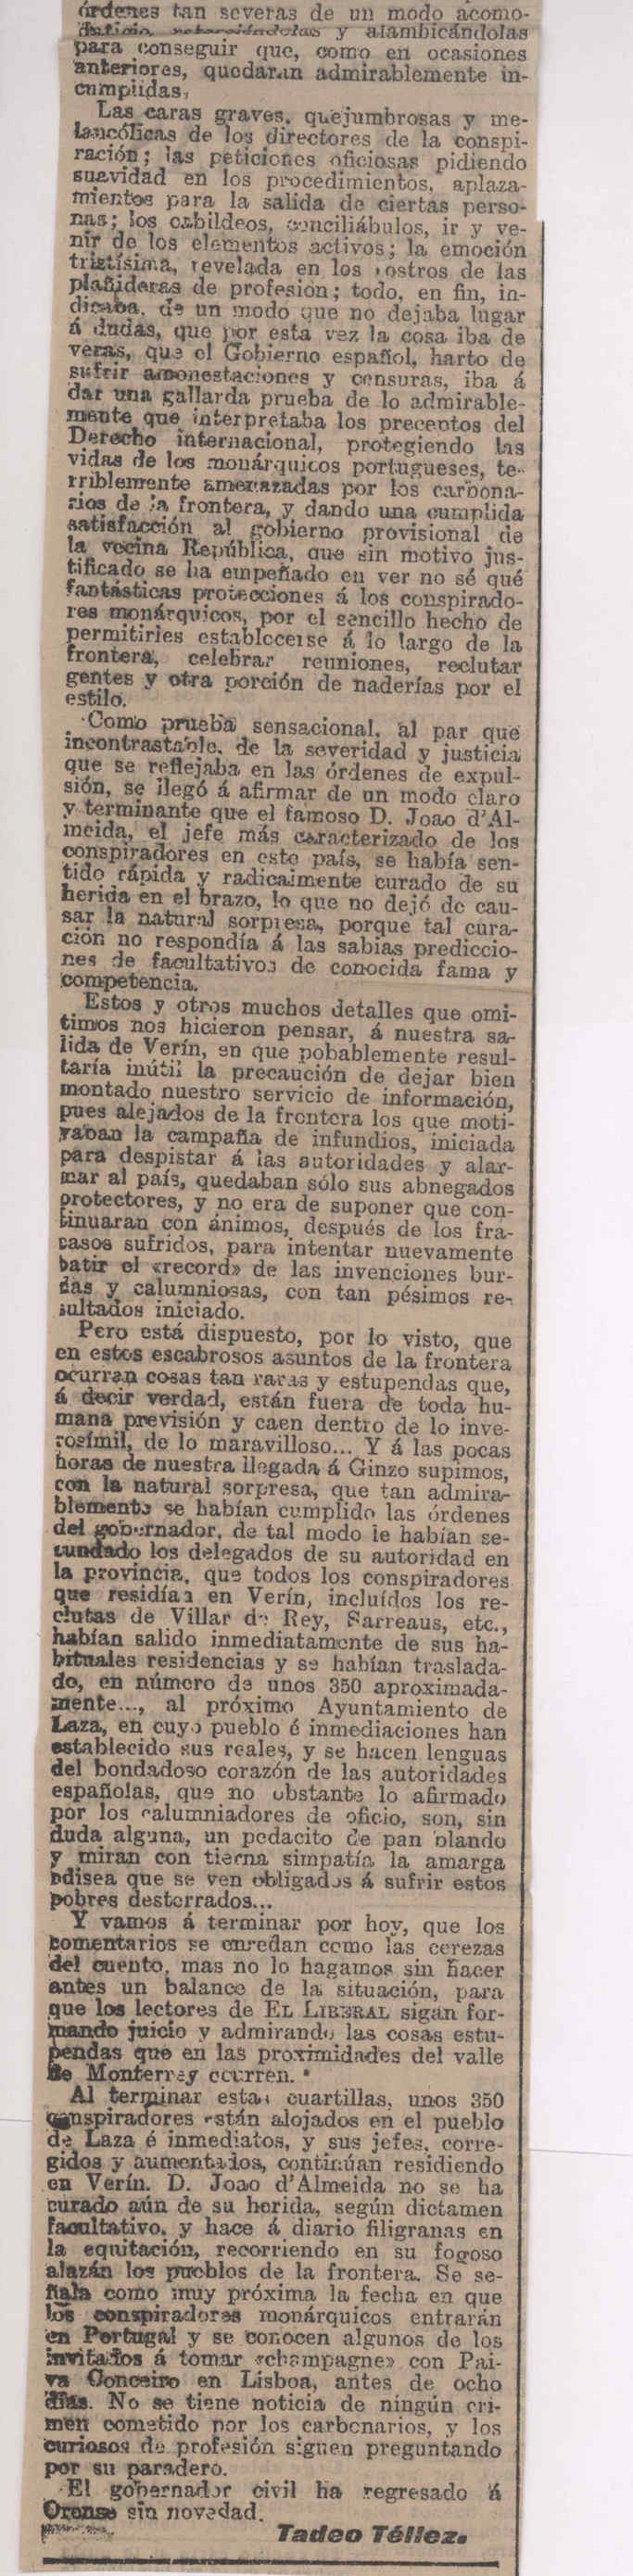 órdenes tan severas de un modo acomo-
y alambicándolas
para conseguir que, como en ocasiones
anteriores, quedaran admirablemente in-
cumplidas.
Las caras graves, quejumbrosas y me-
lancólicas de los directores de la conspi-
ración; las peticiones oficiosas pidiendo
suavidad en los procedimientos, aplaza-
mientos para la salida de ciertas perso-
nas; los cabildeos, conciliábulos, ir y ve-
nir de los elementos activos; la emoción
tristísima, revelada en los rostros de las
plañideras de profesión; todo, en fin, in-
dicaba, de un modo que no dejaba lugar
á dudas, que por esta vez la cosa iba de
veras, que el Gobierno español, harto de
sufrir amonestaciones y censuras, iba á
dar una gallarda prueba de lo admirable-
mente que interpretaba los preceptos del
Derecho internacional, protegiendo las
vidas de los monárquicos portugueses, te-
rriblemente amenazadas por los carbona-
rios de la frontera, y dando una cumplida
satisfacción al gobierno provisional de
la vecina República, que sin motivo jus-
tificado se ha empeñado en ver no sé qué
fantásticas protecciones á los conspirado-
res monárquicos, por el sencillo hecho de
permitirles establecerse á lo largo de la
frontera, celebrar reuniones, reclutar
gentes y otra porción de naderías por el
estilo.
Como prueba sensacional, al par que
incontrastable, de la severidad y justicia
que se reflejaba en las órdenes de expul-
sión, se llegó á afirmar de un modo claro
y terminante que el famoso D. Joao d'Al-
meida, el jefe más caracterizado de los
conspiradores en este país, se había sen-
tido rápida y radicalmente curado de su
herida en el brazo, lo que no dejó de cau-
sar la natural sorpresa, porque tal cura-
ción no respondía á las sabias prediccio-
nes de facultativos de conocida fama y
competencia.
Estos y otros muchos detalles que omi-
timos nos hicieron pensar, á nuestra sa-
lida de Verín, en que pobablemente resul-
taría inútil la precaución de dejar bien
montado nuestro servicio de información,
pues alejados de la frontera los que moti-
vaban la campaña de infundios, iniciada
para despistar á las autoridades y alar-
mar al país, quedaban sólo sus abnegados
protectores, y no era de suponer que con-
tinuaran con ánimos, después de los fra-
casos sufridos, para intentar nuevamente
batir el «record» de las invenciones bur-
das y calumniosas, con tan pésimos re-
sultados iniciado.
Pero está dispuesto, por lo visto, que
en estos escabrosos asuntos de la frontera
ocurran cosas tan raras y estupendas que,
á decir verdad, están fuera de toda hu-
mana previsión y caen dentro de lo inve-
rosímil, de lo maravilloso... Y á las pocas
horas de nuestra llegada á Ginzo supimos,
con la natural sorpresa, que tan admira-
blemente se habían cumplido las órdenes
del gobernador, de tal modo le habían se-
cundado los delegados de su autoridad en
la provincia, que todos los conspiradores
que residían en Verín, incluídos los re-
clutas de Villar de Rey, Sarreaus, etc.,
habían salido inmediatamente de sus ha-
bituales residencias y se habían traslada-
do, en número de unos 350 aproximada-
mente..., al próximo Ayuntamiento de
Laza, en cuyo pueblo é inmediaciones han
establecido sus reales, y se hacen lenguas
del bondadoso corazón de las autoridades
españolas, que no obstante lo afirmado
por los calumniadores de oficio, son, sin
duda alguna, un pedacito de pan blando
y miran con tierna simpatía la amarga
odisea que se ven obligados á sufrir estos
pobres desterrados...
Y vamos á terminar por hoy, que los
comentarios se enredan como las cerezas
del cuento, mas no lo hagamos sin hacer
antes un balance de la situación, para
que los lectores de EL LIBERAL sigan for-
mando juicio y admirando las cosas estu-
pendas que en las proximidades del valle
de Monterrey ocurren.
Al terminar estas cuartillas, unos 350
conspiradores están alojados en el pueblo
de Laza é inmediatos, y sus jefes, corre-
gidos y aumentados, continúan residiendo
en Verín. D. Joao d'Almeida no se ha
curado aún de su herida, según dictamen
facultativo, y hace á diario filigranas en
la equitación, recorriendo en su fogoso
alazán los pueblos de la frontera. Se se-
ñala como muy próxima la fecha en que
los conspiradores monárquicos entrarán
en Portugal y se conocen algunos de los
invitados á tomar «champagne» con Pai-
va Conceiro en Lisboa, antes de ocho
días. No se tiene noticia de ningún cri-
men cometido por los carbonarios, y los
curiosos de profesión siguen preguntando
por su paradero.
El gobernador civil ha regresado á
Orense sin novedad.
Tadeo Téllez.